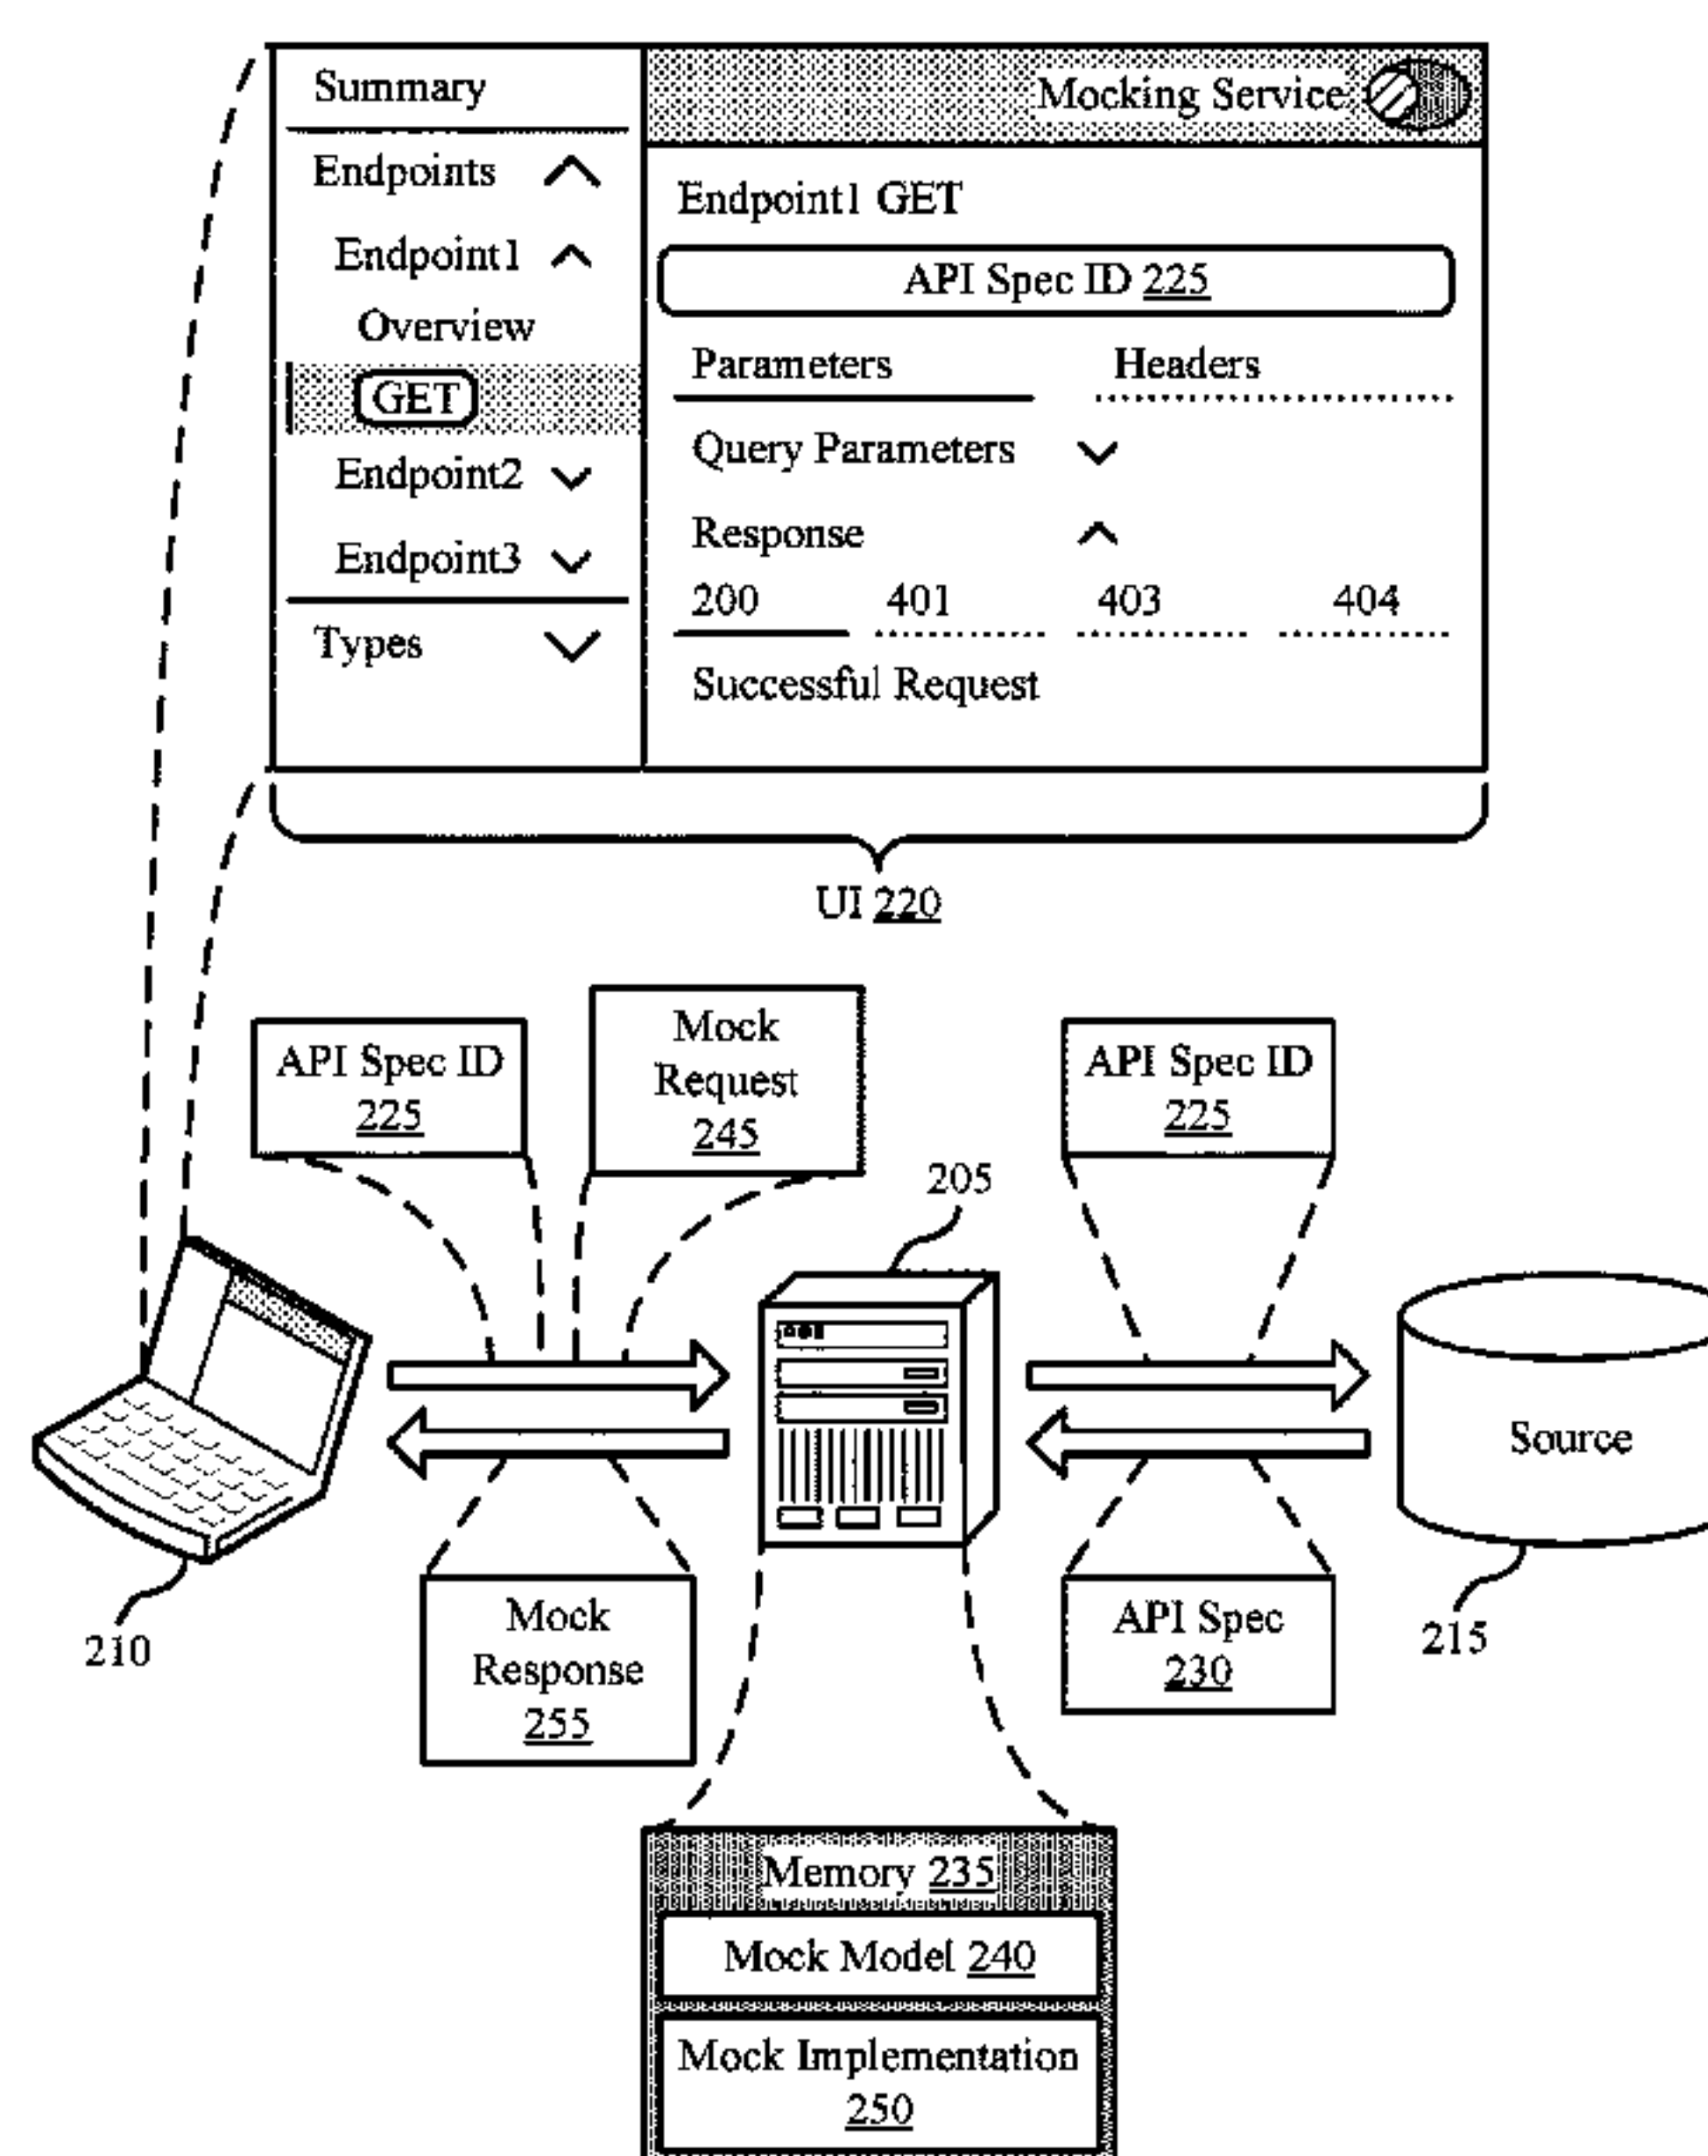 Summary
Endpoints
Endpoint1
Overview
GET
Endpoint2
Endpoint3
Types
Mocking Service
Endpoint1 GET
API Spec ID 225
Parameters Headers
Query Parameters
Response
200 401 403 404
Successful Request
UI 220
API Spec ID
225
Mock
Request
245
API Spec ID
225
205
Source
210
Mock
Response
255
API Spec
230
215
Memory 235
Mock Model 240
Mock Implementation
250